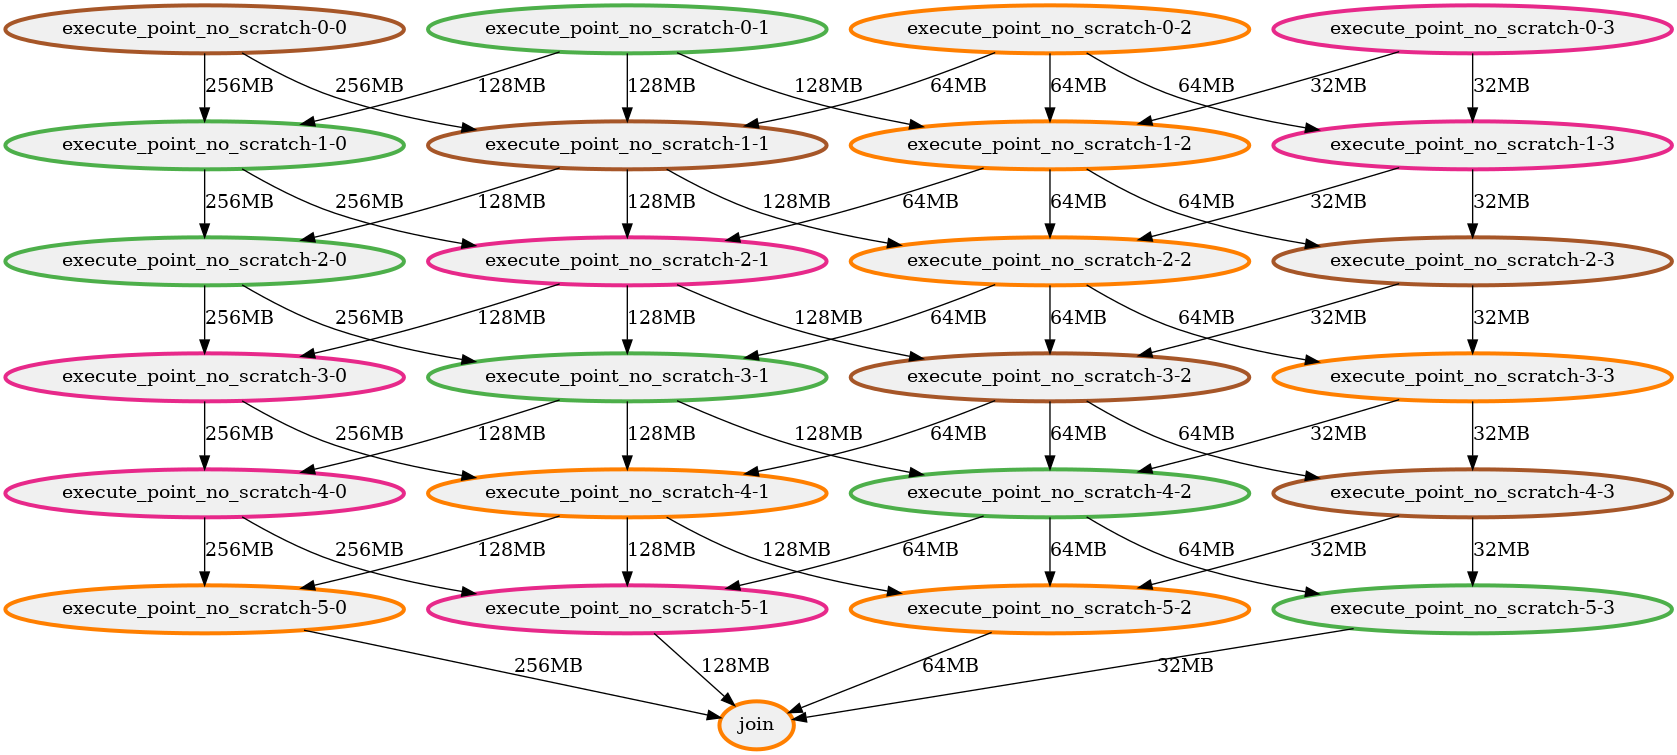 execute_point_no_scratch-0-0 execute_point_no_scratch-0-1 execute_point_no_scratch-0-2 execute_point_no_scratch-0-3
256MB 256MB 128MB 128MB 128MB 64MB 64MB 64MB 32MB 32MB
execute_point_no_scratch-1-0 execute_point_no_scratch-1-1 execute_point_no_scratch-1-2 execute_point_no_scratch-1-3
256MB 256MB 128MB 128MB 128MB 64MB 64MB 64MB 32MB 32MB
execute_point_no_scratch-2-0 execute_point_no_scratch-2-1 execute_point_no_scratch-2-2 execute_point_no_scratch-2-3
256MB 256MB 128MB 128MB 128MB 64MB 64MB 64MB 32MB 32MB
execute_point_no_scratch-3-0 execute_point_no_scratch-3-1 execute_point_no_scratch-3-2 execute_point_no_scratch-3-3
256MB 256MB 128MB 128MB 128MB 64MB 64MB 64MB 32MB 32MB
execute_point_no_scratch-4-0 execute_point_no_scratch-4-1 execute_point_no_scratch-4-2 execute_point_no_scratch-4-3
256MB 256MB 128MB 128MB 128MB 64MB 64MB 64MB 32MB 32MB
execute_point_no_scratch-5-0 execute_point_no_scratch-5-1 execute_point_no_scratch-5-2 execute_point_no_scratch-5-3
256MB 128MB 64MB 32MB
join